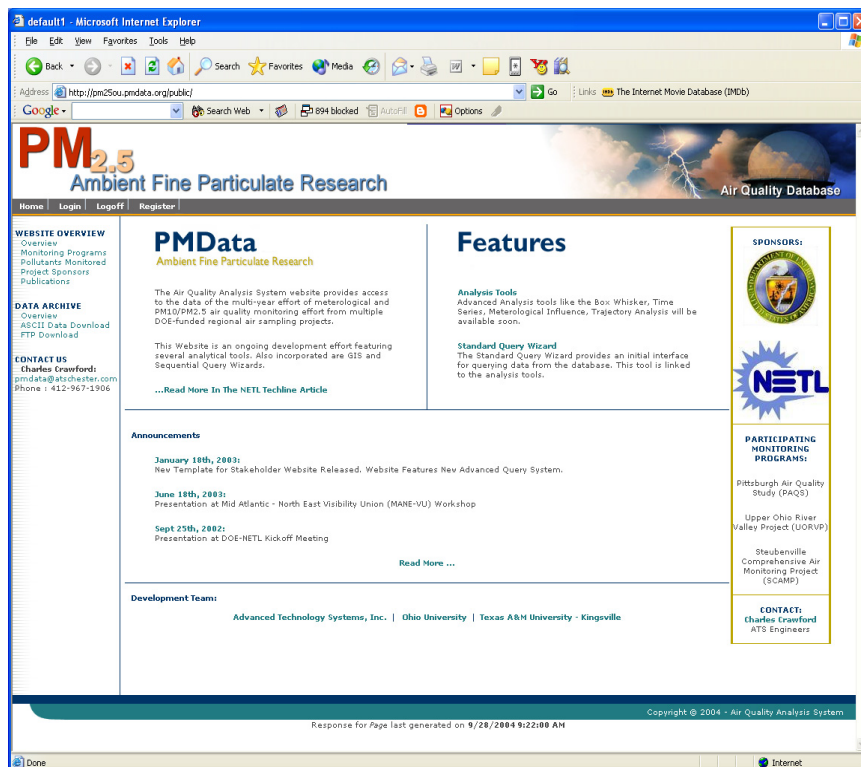 default1 - Microsoft Internet Explorer
File Edit View Favorites Tools Help
Back Search Favorites Media
Address http://pm25ou.pmdata.org/public/ Go Links The Internet Movie Database (IMDb)
Google Search Web 894 blocked AutoFill Options
PM2.5
Ambient Fine Particulate Research
Air Quality Database
Home Login Logoff Register
WEBSITE OVERVIEW
Overview
Monitoring Programs
Pollutants Monitored
Project Sponsors
Publications
DATA ARCHIVE
Overview
ASCII Data Download
FTP Download
CONTACT US
Charles Crawford:
pmdata@atschester.com
Phone : 412-967-1906
PMData
Ambient Fine Particulate Research
The Air Quality Analysis System website provides access
to the data of the multi-year effort of meterological and
PM10/PM2.5 air quality monitoring effort from multiple
DOE-funded regional air sampling projects.
This Website is an ongoing development effort featuring
several analytical tools. Also incorporated are GIS and
Sequential Query Wizards.
...Read More In The NETL Techline Article
Features
Analysis Tools
Advanced Analysis tools like the Box Whisker, Time
Series, Meterological Influence, Trajectory Analysis will be
available soon.
Standard Query Wizard
The Standard Query Wizard provides an initial interface
for querying data from the database. This tool is linked
to the analysis tools.
Announcements
January 18th, 2003:
New Template for Stakeholder Website Released. Website Features New Advanced Query System.
June 18th, 2003:
Presentation at Mid Atlantic - North East Visibility Union (MANE-VU) Workshop
Sept 25th, 2002:
Presentation at DOE-NETL Kickoff Meeting
Read More ...
Development Team:
Advanced Technology Systems, Inc. | Ohio University | Texas A&M University - Kingsville
SPONSORS:
NETL
PARTICIPATING
MONITORING
PROGRAMS:
Pittsburgh Air Quality
Study (PAQS)
Upper Ohio River
Valley Project (UORVP)
Steubenville
Comprehensive Air
Monitoring Project
(SCAMP)
CONTACT:
Charles Crawford
ATS Engineers
Copyright @ 2004 - Air Quality Analysis System
Response for Page last generated on 9/28/2004 9:22:08 AM
Done Internet